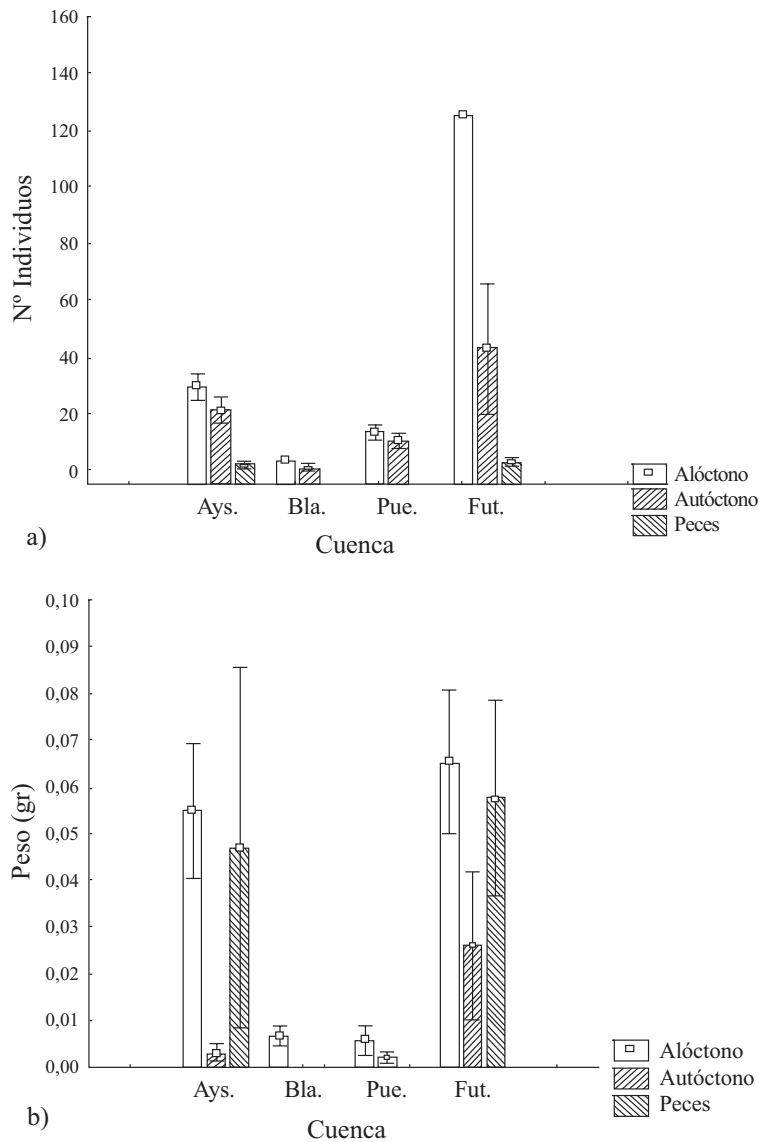 160
140
120
100
80
60
40
20
0
Nº Individuos
Ays.
Bla.
Pue.
Fut.
Cuenca
a)
Alóctono
Autóctono
Peces
0,10
0,09
0,08
0,07
0,06
0,05
0,04
0,03
0,02
0,01
0,00
Peso (gr)
Ays.
Bla.
Pue.
Fut.
Cuenca
b)
Alóctono
Autóctono
Peces